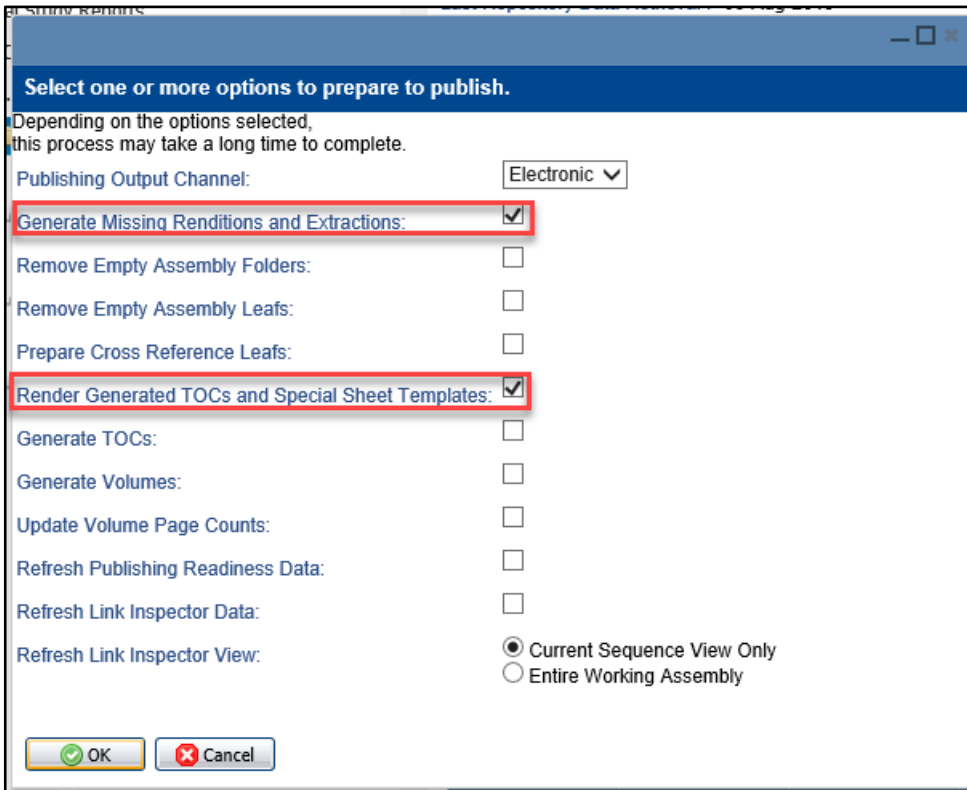 Select one or more options to prepare to publish.
Depending on the options selected,
this process may take a long time to complete.
Publishing Output Channel: Electronic
Generate Missing Renditions and Extractions:
Remove Empty Assembly Folders:
Remove Empty Assembly Leafs:
Prepare Cross Reference Leafs:
Render Generated TOCs and Special Sheet Templates:
Generate TOCs:
Generate Volumes:
Update Volume Page Counts:
Refresh Publishing Readiness Data:
Refresh Link Inspector Data:
Refresh Link Inspector View: Current Sequence View Only
Entire Working Assembly
OK Cancel